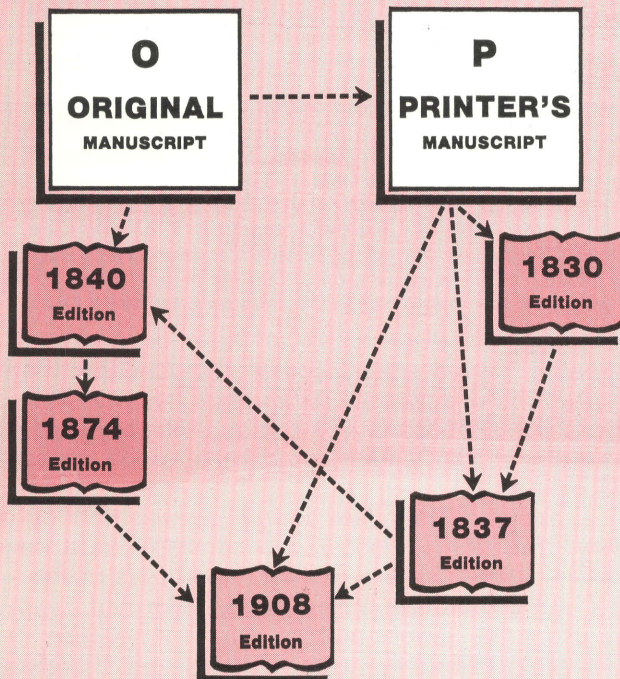 O
ORIGINAL
MANUSCRIPT
P
PRINTER'S
MANUSCRIPT
1840
Edition
1830
Edition
1874
Edition
1837
Edition
1908
Edition